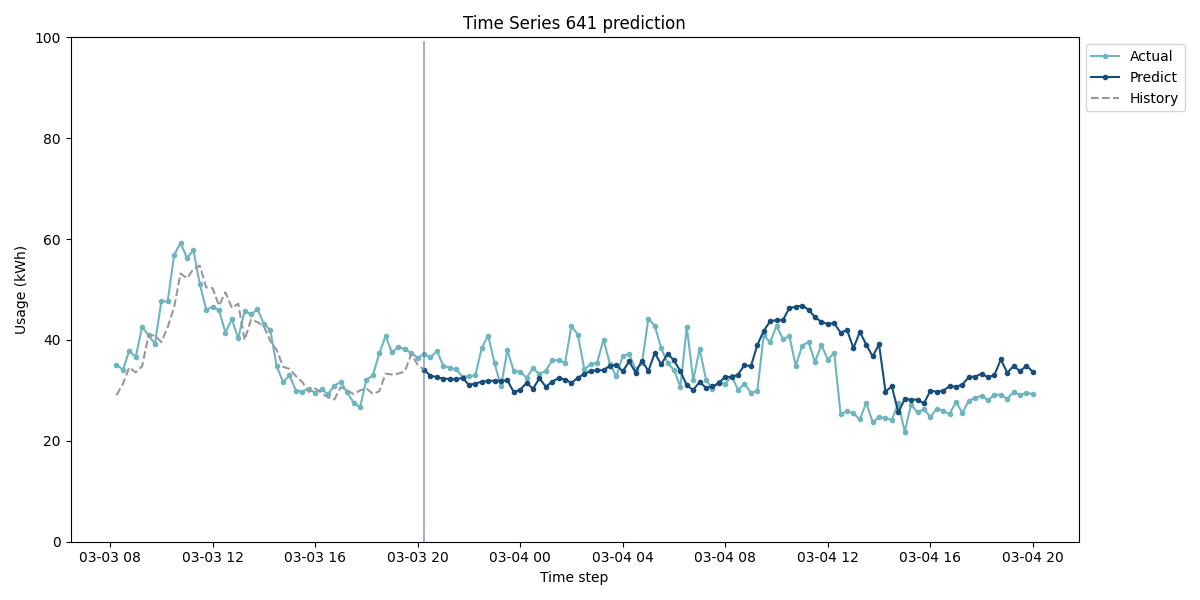 Time Series 641 prediction
100
80
60
40
20
0
Usage (kWh)
03-03 08 03-03 12 03-03 16 03-03 20 03-04 00 03-04 04 03-04 08 03-04 12 03-04 16 03-04 20
Time step
Actual
Predict
History